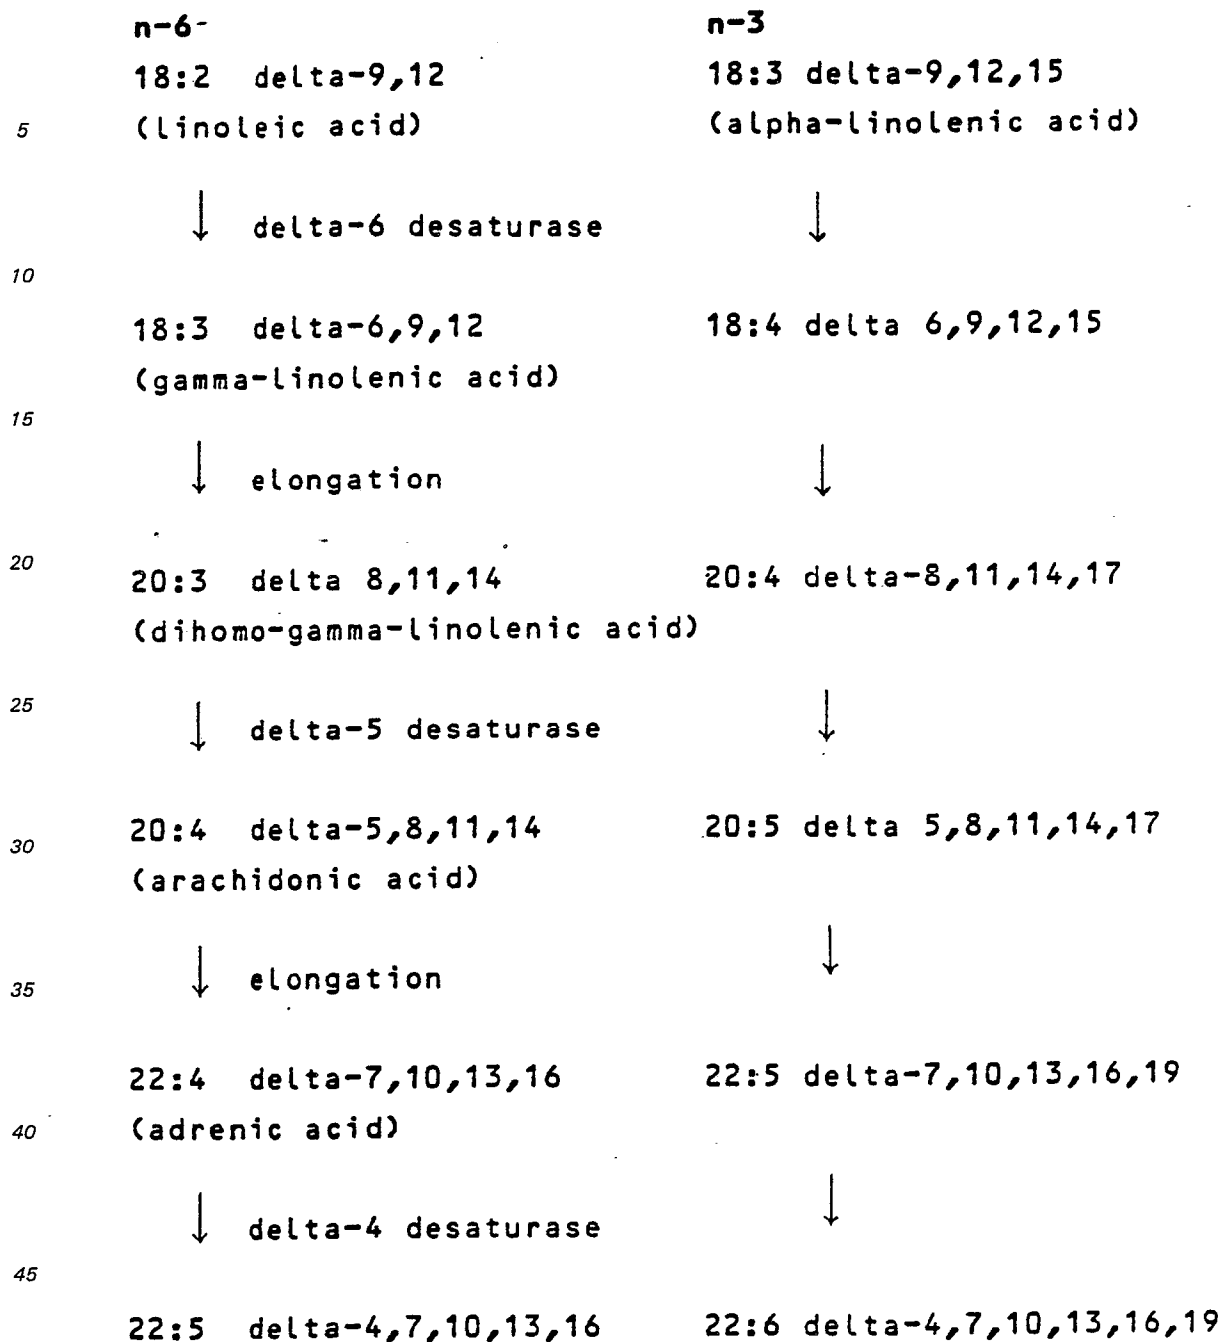 n-6- n-3
18:2 delta-9,12 18:3 delta-9,12,15
5 (linoleic acid) (alpha-linolenic acid)
↓ delta-6 desaturase ↓
10
18:3 delta-6,9,12 18:4 delta 6,9,12,15
(gamma-linolenic acid)
15
↓ elongation ↓
20 20:3 delta 8,11,14 20:4 delta-8,11,14,17
(dihomo-gamma-linolenic acid)
25 ↓ delta-5 desaturase ↓
30 20:4 delta-5,8,11,14 20:5 delta 5,8,11,14,17
(arachidonic acid)
35 ↓ elongation ↓
22:4 delta-7,10,13,16 22:5 delta-7,10,13,16,19
40 (adrenic acid)
↓ delta-4 desaturase ↓
45
22:5 delta-4,7,10,13,16 22:6 delta-4,7,10,13,16,19